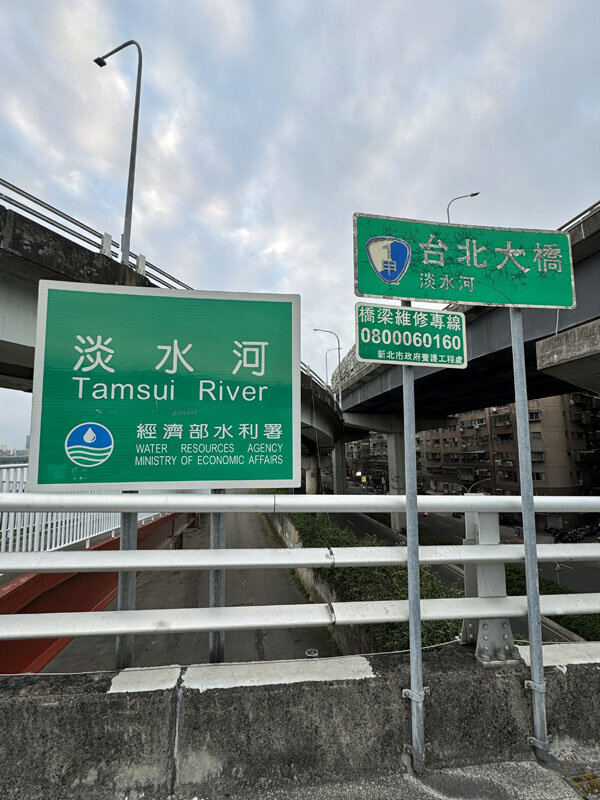 淡水河
Tamsui River
經濟部水利署
WATER RESOURCES AGENCY
MINISTRY OF ECONOMIC AFFAIRS
1甲
台北大橋
淡水河
橋梁維修專線
0800060160
新北市政府養護工程處